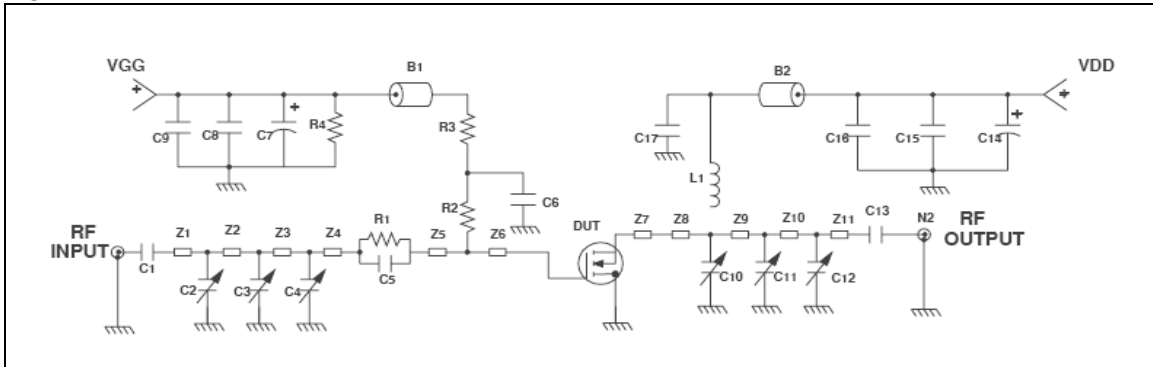 VGG
B1
B2
VDD
C9
C8
C7
R4
R3
C17
C16
C15
C14
L1
R2
C6
RF
INPUT
C1
Z1
Z2
Z3
Z4
R1
C5
Z5
Z6
DUT
Z7
Z8
Z9
Z10
Z11
C13
N2
RF
OUTPUT
C2
C3
C4
C10
C11
C12